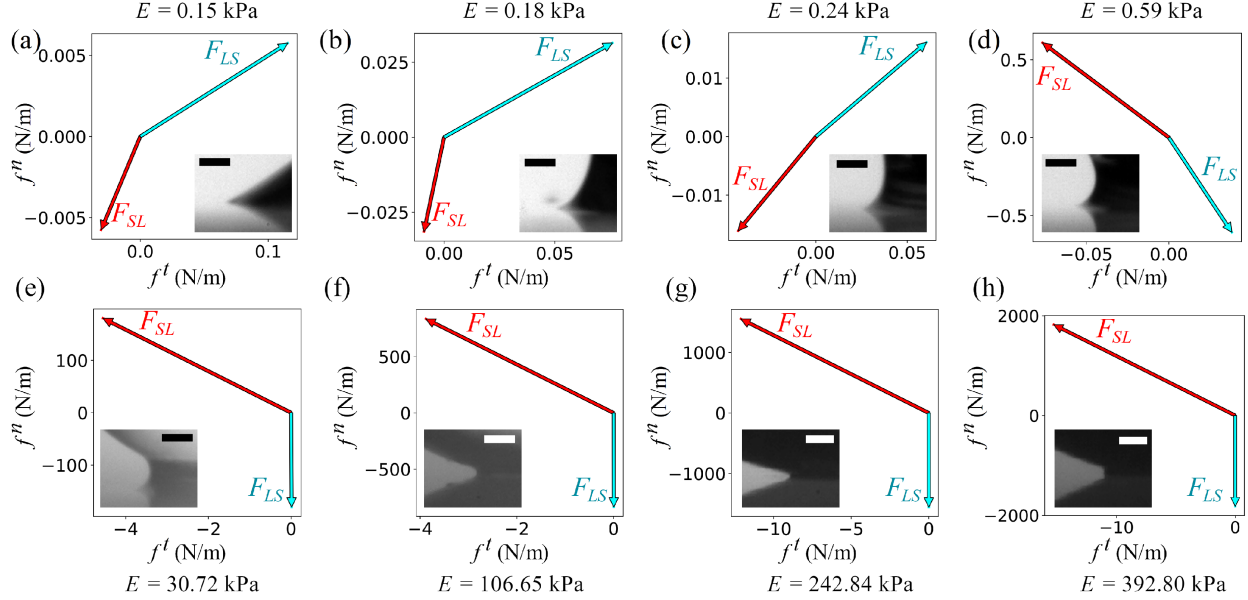 E = 0.15 kPa E = 0.18 kPa E = 0.24 kPa E = 0.59 kPa
(a) (b) (c) (d)
F_LS F_SL
f^n (N/m)
0.005
0.000
−0.005
0.0 0.1
f^t (N/m)
F_LS F_SL
f^n (N/m)
0.025
0.000
−0.025
0.00 0.05
f^t (N/m)
F_LS F_SL
f^n (N/m)
0.01
0.00
−0.01
0.00 0.05
f^t (N/m)
F_SL F_LS
f^n (N/m)
0.5
0.0
−0.5
−0.05 0.00
f^t (N/m)
(e) (f) (g) (h)
F_SL F_LS
f^n (N/m)
100
0
−100
−4 −2 0
f^t (N/m)
F_SL F_LS
f^n (N/m)
500
0
−500
−4 −2 0
f^t (N/m)
F_SL F_LS
f^n (N/m)
1000
0
−1000
−10 −5 0
f^t (N/m)
F_SL F_LS
f^n (N/m)
2000
1000
0
−1000
−2000
−10 0
f^t (N/m)
E = 30.72 kPa E = 106.65 kPa E = 242.84 kPa E = 392.80 kPa